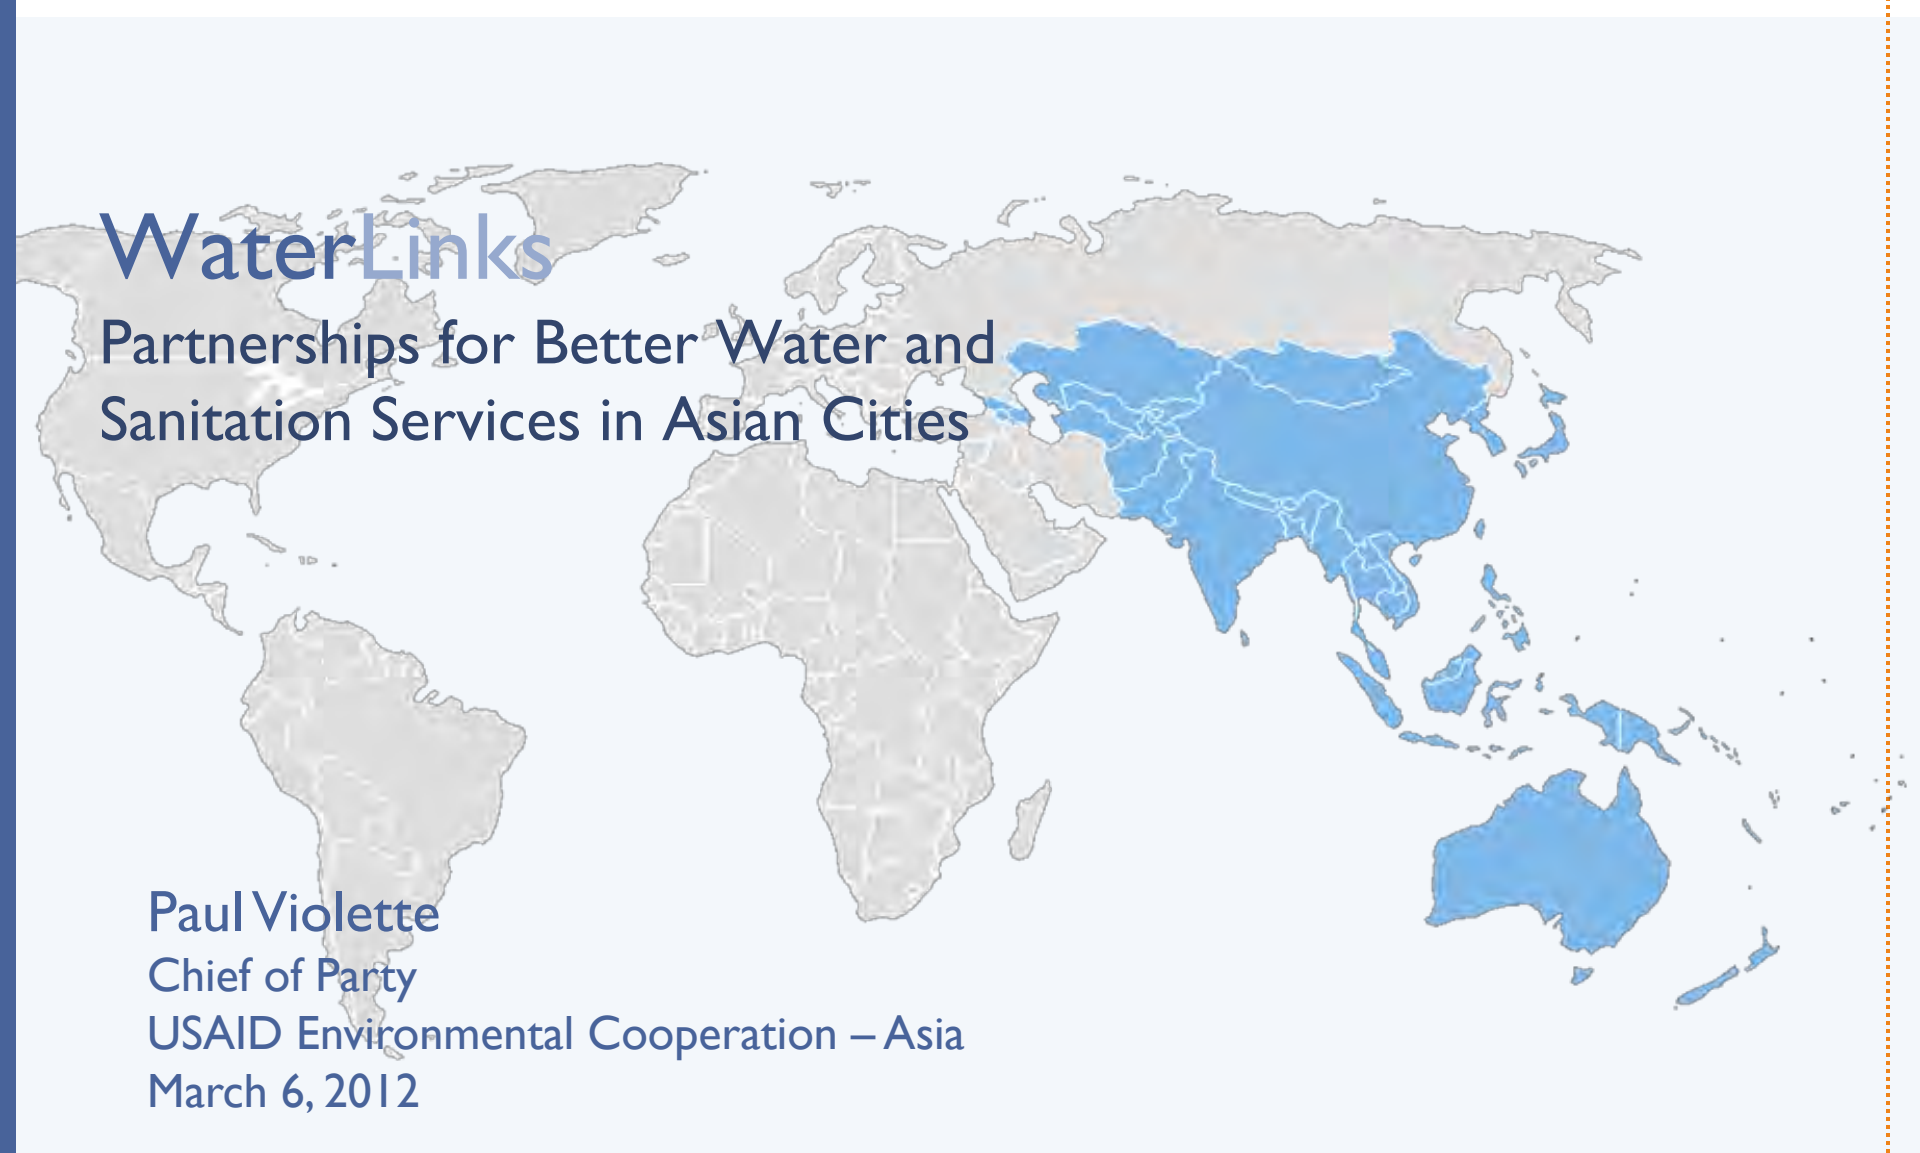 WaterLinks
Partnerships for Better Water and
Sanitation Services in Asian Cities
Paul Violette
Chief of Party
USAID Environmental Cooperation – Asia
March 6, 2012